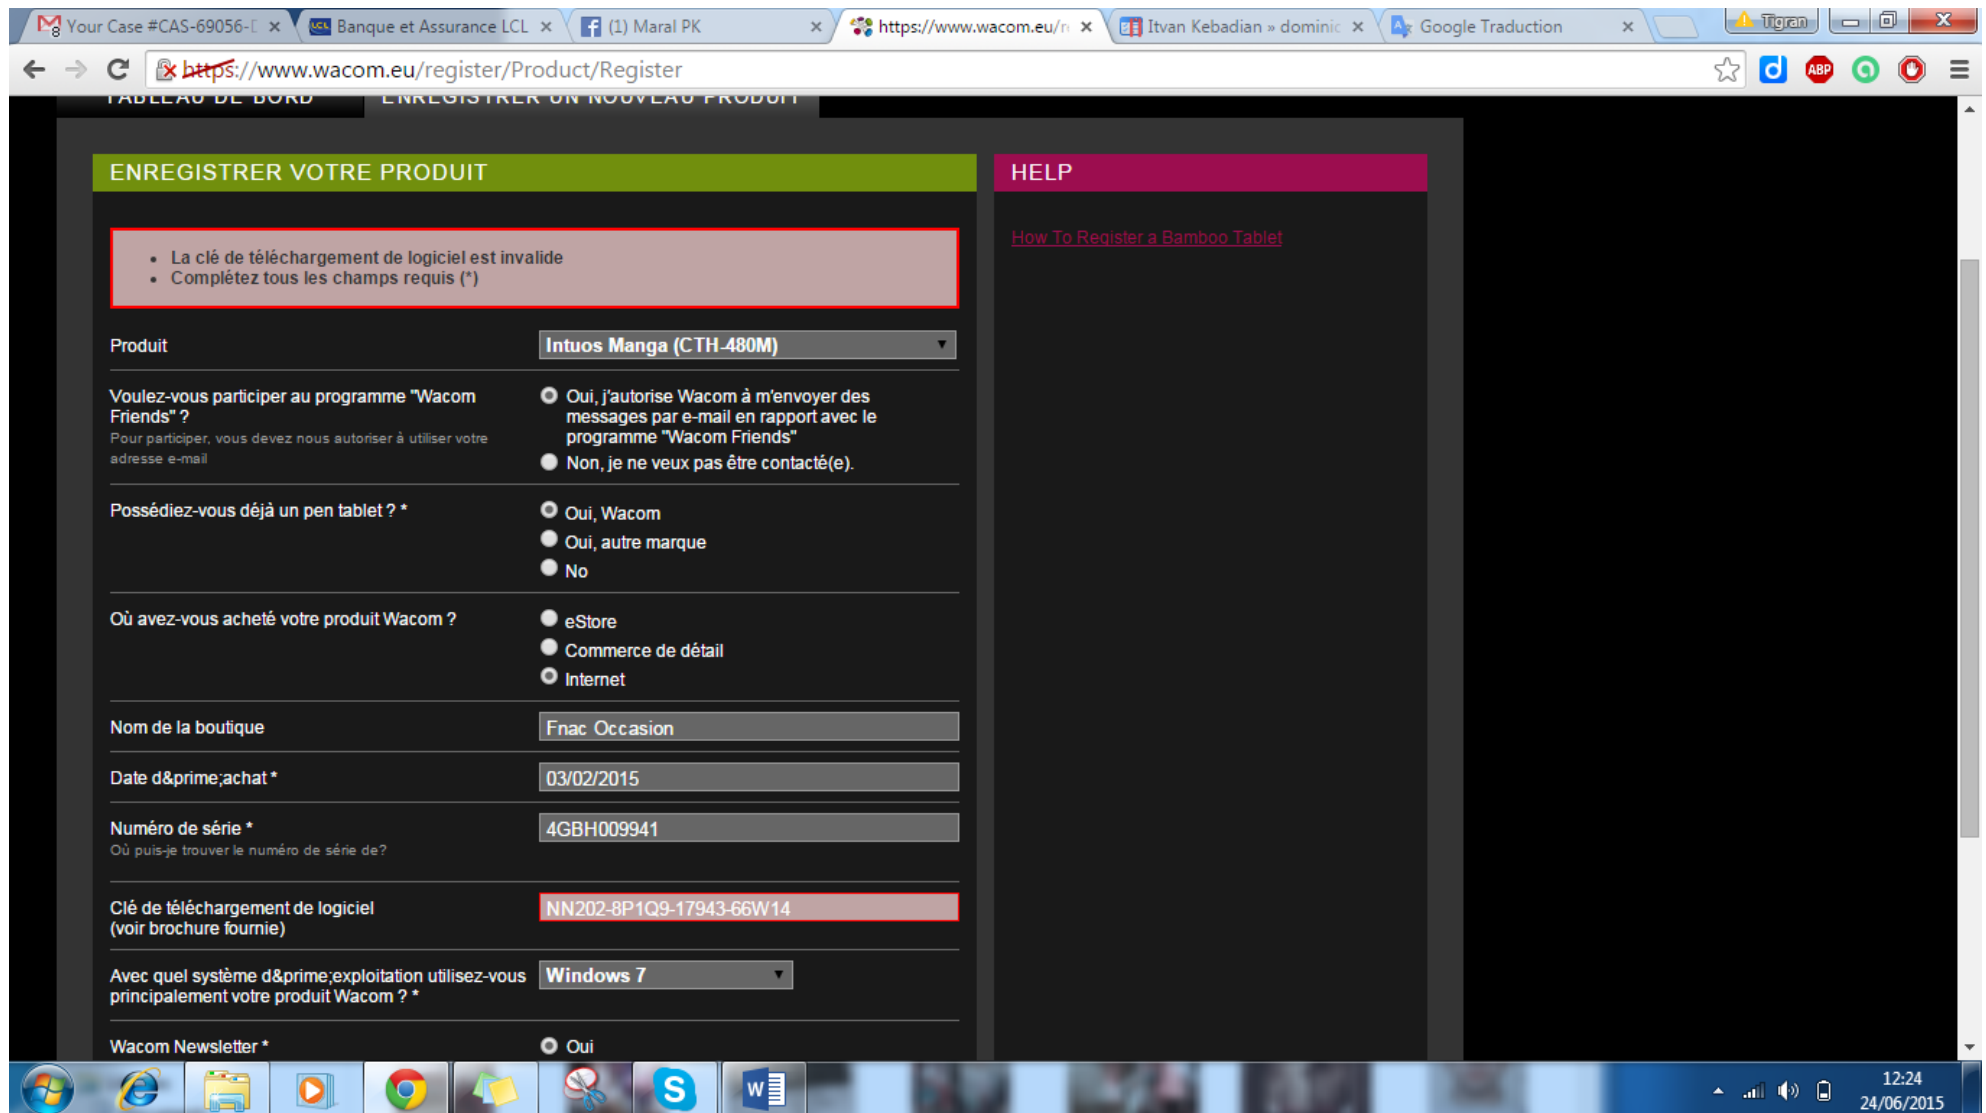 Your Case #CAS-69056-
Banque et Assurance LCL
(1) Maral PK
https://www.wacom.eu/r
Itvan Kebadian » dominic
Google Traduction
Tigran
https://www.wacom.eu/register/Product/Register
ABP
TABLEAU DE BORD
ENREGISTRER UN NOUVEAU PRODUIT
ENREGISTRER VOTRE PRODUIT
HELP
• La clé de téléchargement de logiciel est invalide
• Complétez tous les champs requis (*)
How To Register a Bamboo Tablet
Produit
Intuos Manga (CTH-480M)
Voulez-vous participer au programme "Wacom
Friends" ?
Pour participer, vous devez nous autoriser à utiliser votre
adresse e-mail
Oui, j'autorise Wacom à m'envoyer des
messages par e-mail en rapport avec le
programme "Wacom Friends"
Non, je ne veux pas être contacté(e).
Possédiez-vous déjà un pen tablet ? *
Oui, Wacom
Oui, autre marque
No
Où avez-vous acheté votre produit Wacom ?
eStore
Commerce de détail
Internet
Nom de la boutique
Fnac Occasion
Date d&prime;achat *
03/02/2015
Numéro de série *
4GBH009941
Où puis-je trouver le numéro de série de?
Clé de téléchargement de logiciel
(voir brochure fournie)
NN202-8P1Q9-17943-66W14
Avec quel système d&prime;exploitation utilisez-vous
principalement votre produit Wacom ? *
Windows 7
Wacom Newsletter *
Oui
12:24
24/06/2015